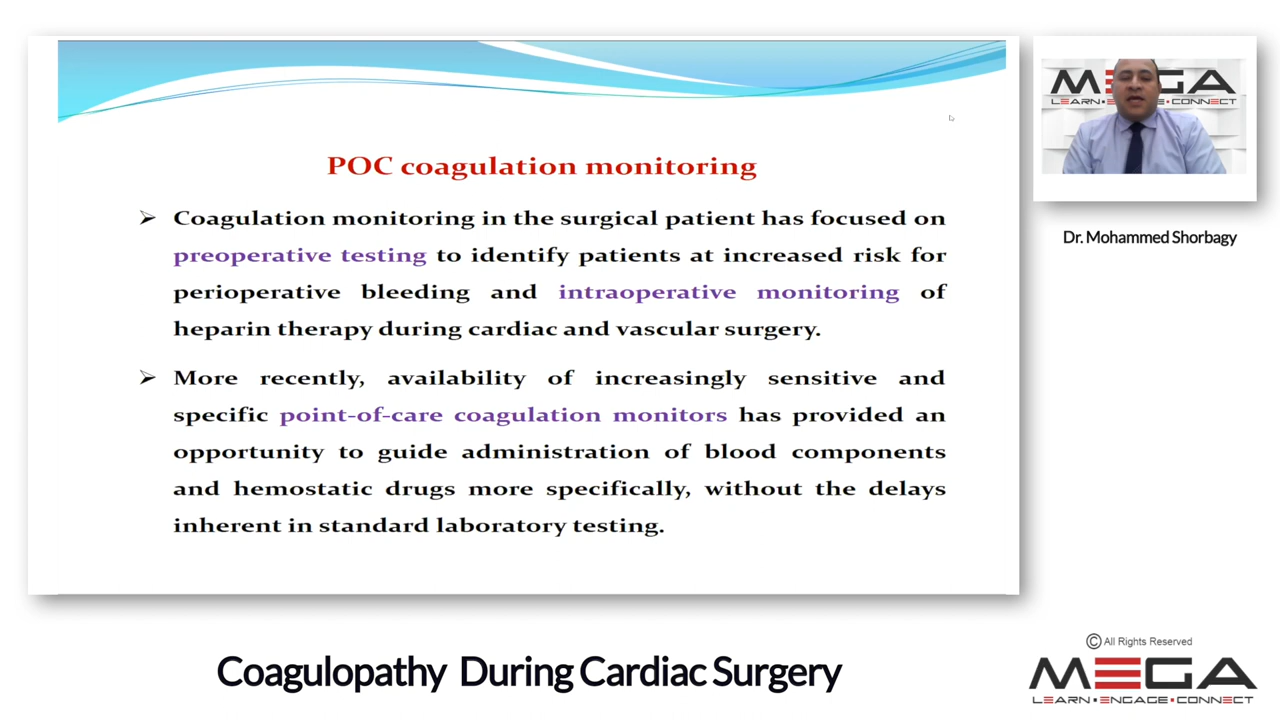 POC coagulation monitoring
➢ Coagulation monitoring in the surgical patient has focused on
preoperative testing to identify patients at increased risk for
perioperative bleeding and intraoperative monitoring of
heparin therapy during cardiac and vascular surgery.
➢ More recently, availability of increasingly sensitive and
specific point-of-care coagulation monitors has provided an
opportunity to guide administration of blood components
and hemostatic drugs more specifically, without the delays
inherent in standard laboratory testing.
MEGA
LEARN•ENGAGE•CONNECT
Dr. Mohammed Shorbagy
Coagulopathy During Cardiac Surgery
© All Rights Reserved
MEGA
LEARN•ENGAGE•CONNECT